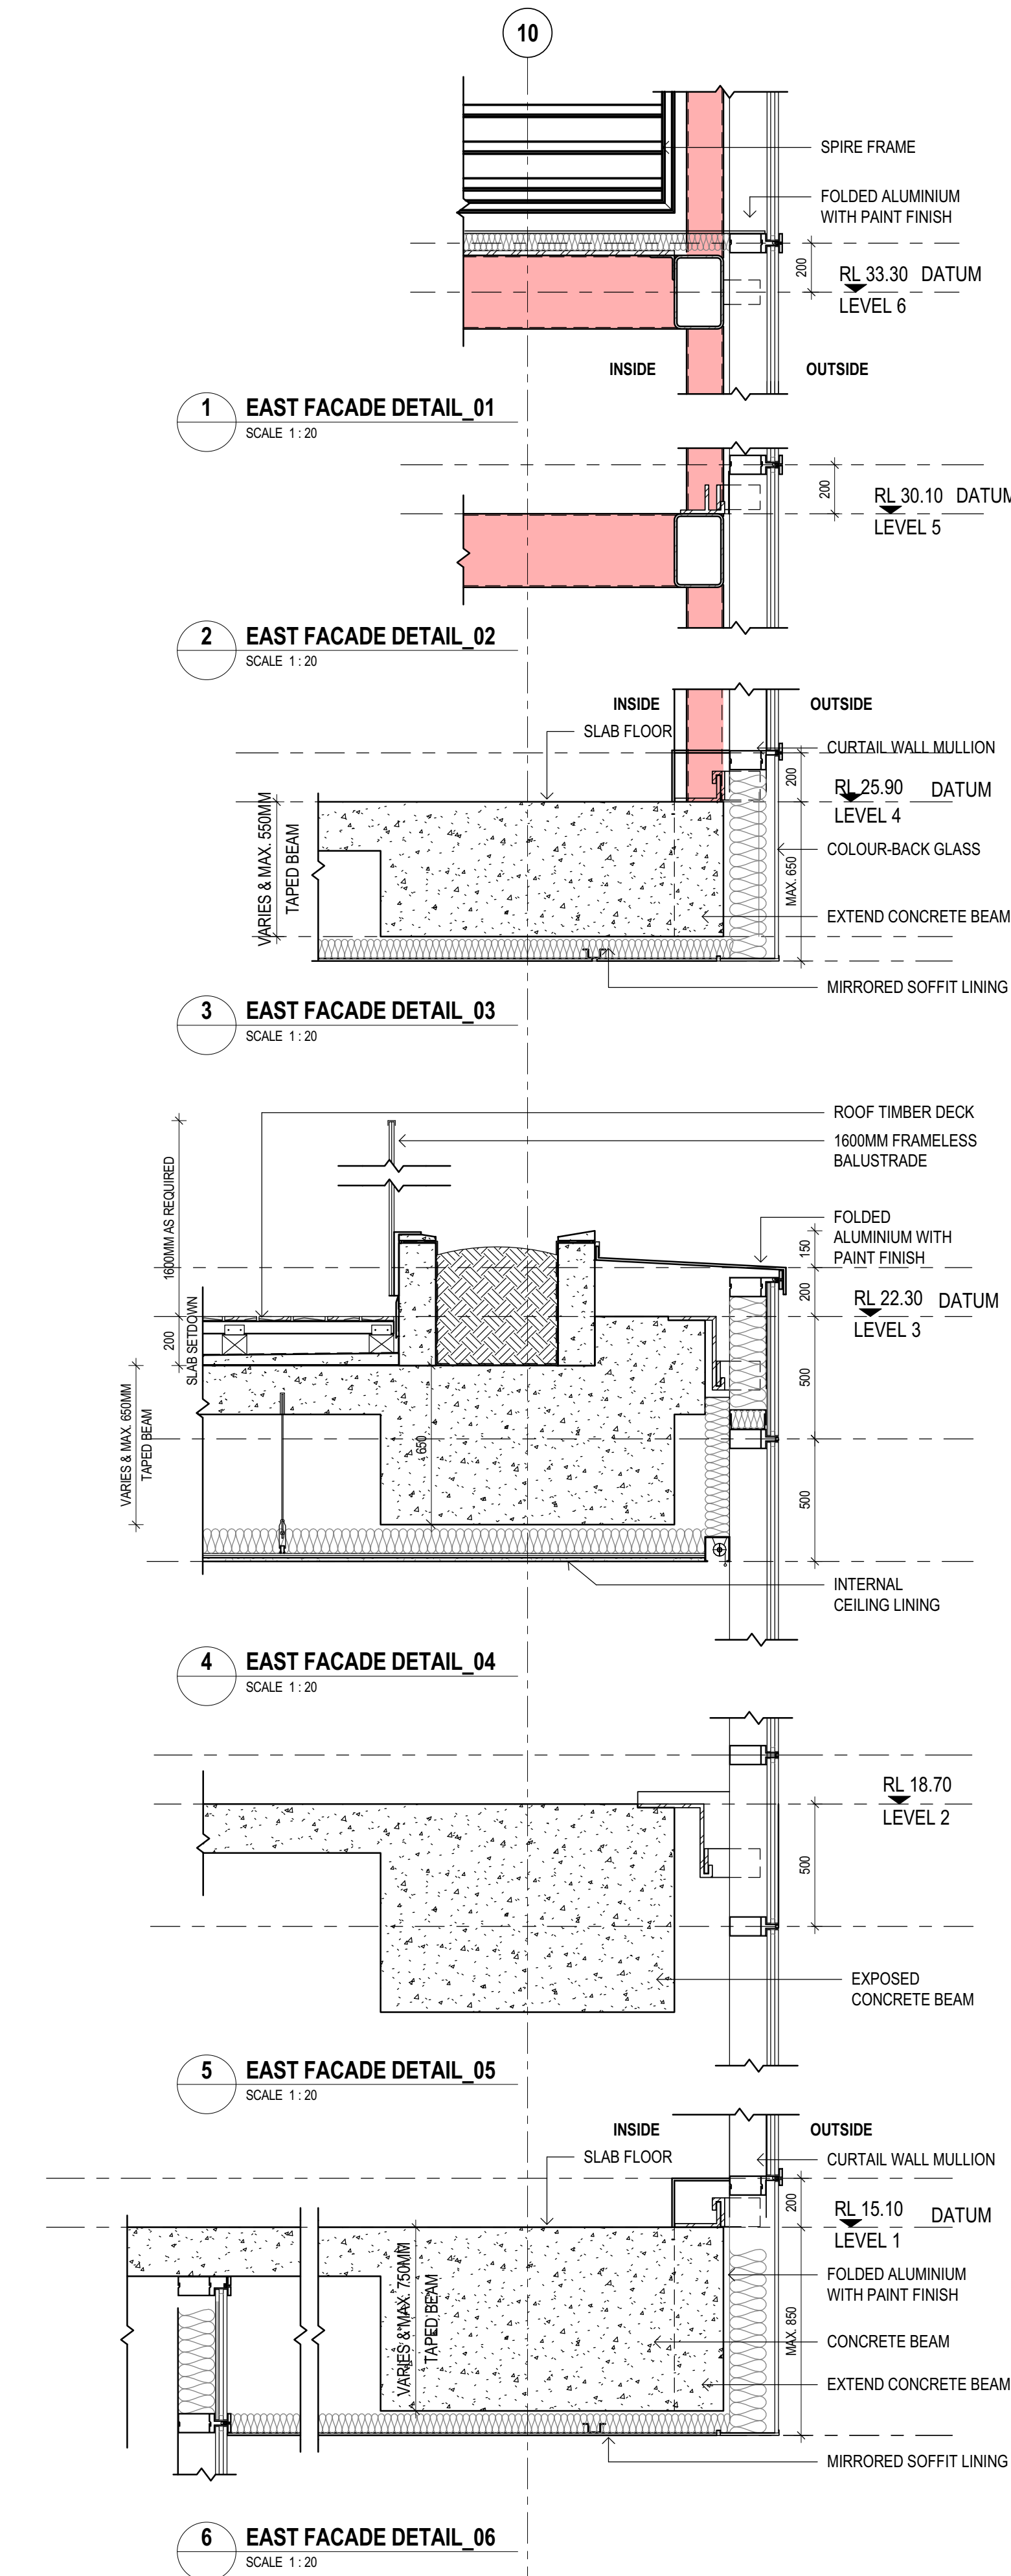 10
SPIRE FRAME
FOLDED ALUMINIUM
WITH PAINT FINISH
200
RL 33.30 DATUM
LEVEL 6
INSIDE
OUTSIDE
1
EAST FACADE DETAIL_01
SCALE 1 : 20
200
RL 30.10 DATUM
LEVEL 5
2
EAST FACADE DETAIL_02
SCALE 1 : 20
INSIDE
OUTSIDE
SLAB FLOOR
CURTAIL WALL MULLION
200
RL 25.90 DATUM
LEVEL 4
VARIES & MAX. 550MM
TAPED BEAM
COLOUR-BACK GLASS
MAX. 650
EXTEND CONCRETE BEAM
MIRRORED SOFFIT LINING
3
EAST FACADE DETAIL_03
SCALE 1 : 20
ROOF TIMBER DECK
1600MM FRAMELESS
BALUSTRADE
1600MM AS REQUIRED
FOLDED
ALUMINIUM WITH
PAINT FINISH
150
200
RL 22.30 DATUM
LEVEL 3
200
SLAB SETDOWN
500
VARIES & MAX. 650MM
TAPED BEAM
650
500
INTERNAL
CEILING LINING
4
EAST FACADE DETAIL_04
SCALE 1 : 20
RL 18.70
LEVEL 2
500
EXPOSED
CONCRETE BEAM
5
EAST FACADE DETAIL_05
SCALE 1 : 20
INSIDE
OUTSIDE
SLAB FLOOR
CURTAIL WALL MULLION
200
RL 15.10 DATUM
LEVEL 1
VARIES & MAX. 750MM
TAPED BEAM
FOLDED ALUMINIUM
WITH PAINT FINISH
MAX. 850
CONCRETE BEAM
EXTEND CONCRETE BEAM
MIRRORED SOFFIT LINING
6
EAST FACADE DETAIL_06
SCALE 1 : 20